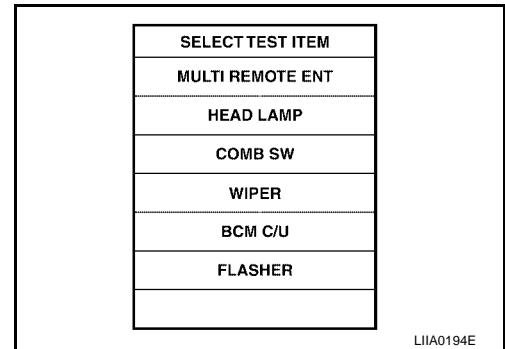 SELECT TEST ITEM
MULTI REMOTE ENT
HEAD LAMP
COMB SW
WIPER
BCM C/U
FLASHER
LIIA0194E